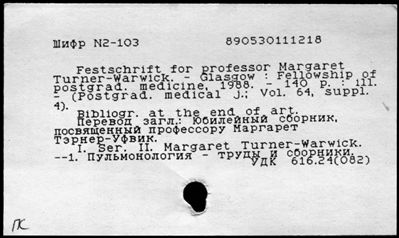 Шифр N2-103 890530111218
Festschrift for professor Margaret
Turner-Warwick. - Glasgow : Fellowship of
postgrad. medicine, 1988. - 140 p. : ill.
- (Postgrad. medical j.; Vol. 64, suppl.
4).
Bibliogr. at the end of art.
Перевод загл.: Юбилейный сборник,
посвященный профессору Маргарет
Тэрнер-Уфвик.
I. Ser. II. Margaret Turner-Warwick.
--1. Пульмонология - труды и сборники.
УДК 616.24(082)
ПК